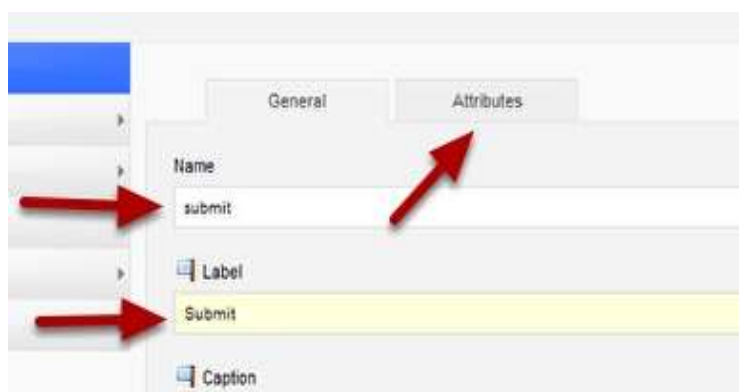 General Attributes
Name
submit
Label
Submit
Caption